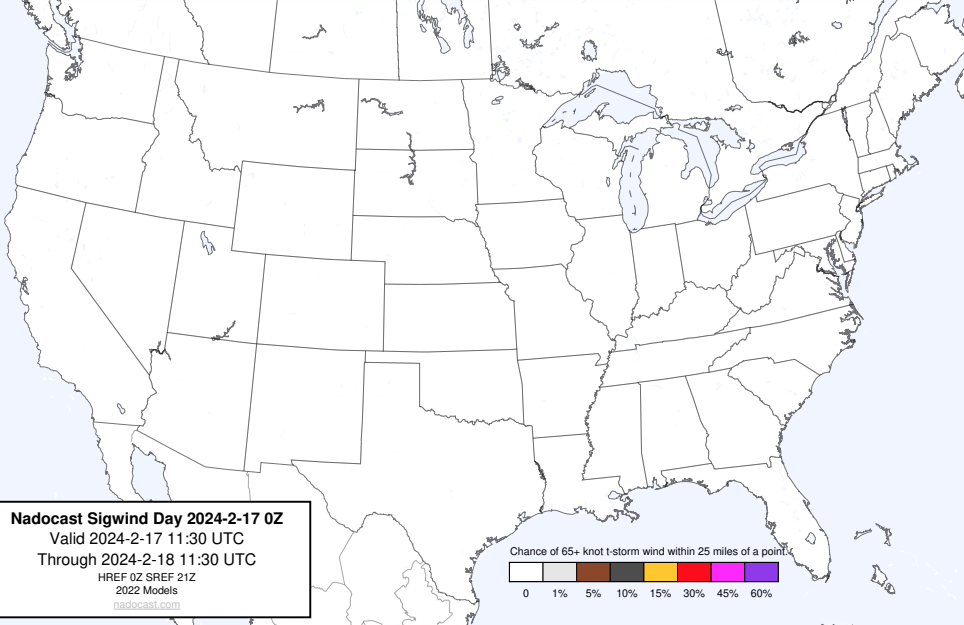 Nadocast Sigwind Day 2024-2-17 0Z
Valid 2024-2-17 11:30 UTC
Through 2024-2-18 11:30 UTC
HREF 0Z SREF 21Z
2022 Models
nadocast.com
Chance of 65+ knot t-storm wind within 25 miles of a point.
0 1% 5% 10% 15% 30% 45% 60%